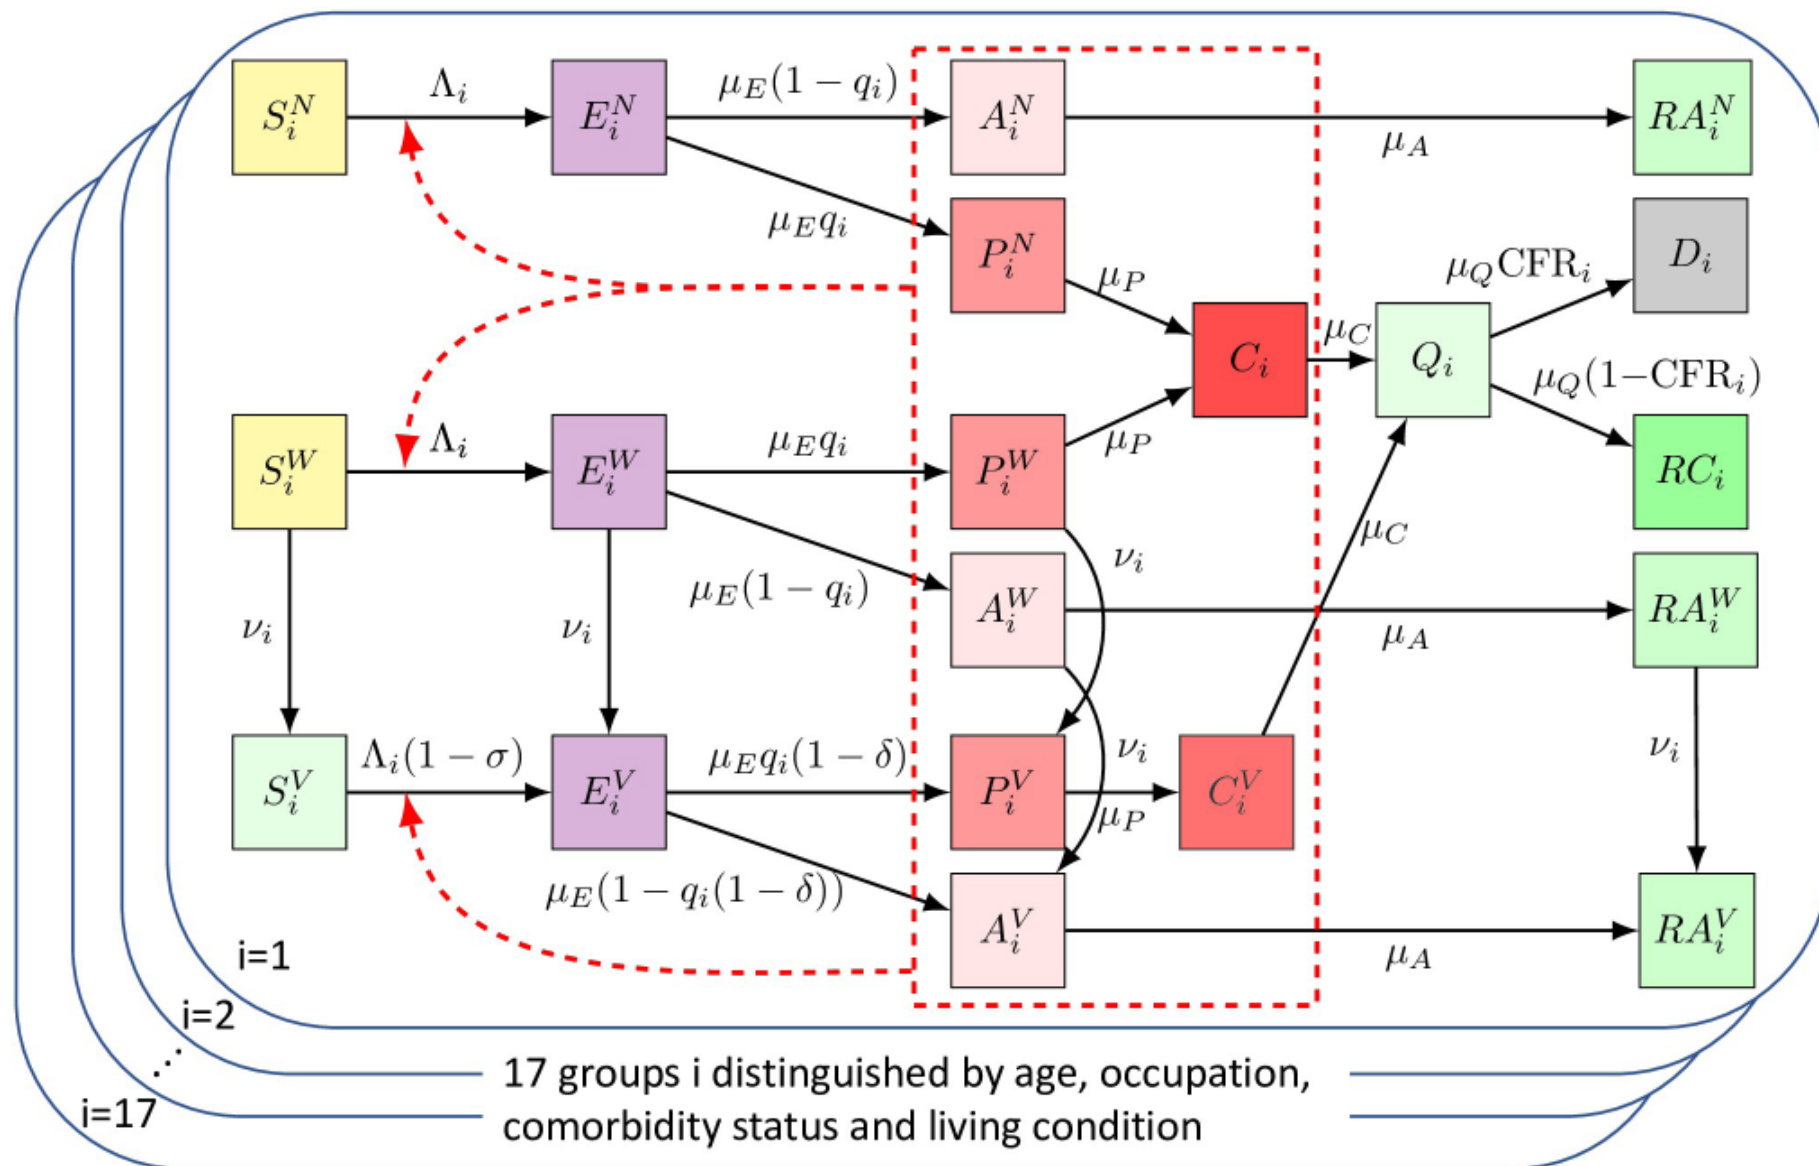 S_i^N Λ_i E_i^N μ_E(1 − q_i) A_i^N μ_A RA_i^N
μ_E q_i P_i^N μ_P μ_Q CFR_i D_i
C_i μ_C Q_i μ_Q(1−CFR_i)
S_i^W Λ_i E_i^W μ_E q_i P_i^W μ_P RC_i
μ_E(1 − q_i) ν_i μ_C
ν_i ν_i A_i^W μ_A RA_i^W
S_i^V Λ_i(1 − σ) E_i^V μ_E q_i(1 − δ) P_i^V ν_i μ_P C_i^V ν_i
μ_E(1 − q_i(1 − δ)) A_i^V μ_A RA_i^V
i=1
i=2
⋰
i=17
17 groups i distinguished by age, occupation,
comorbidity status and living condition